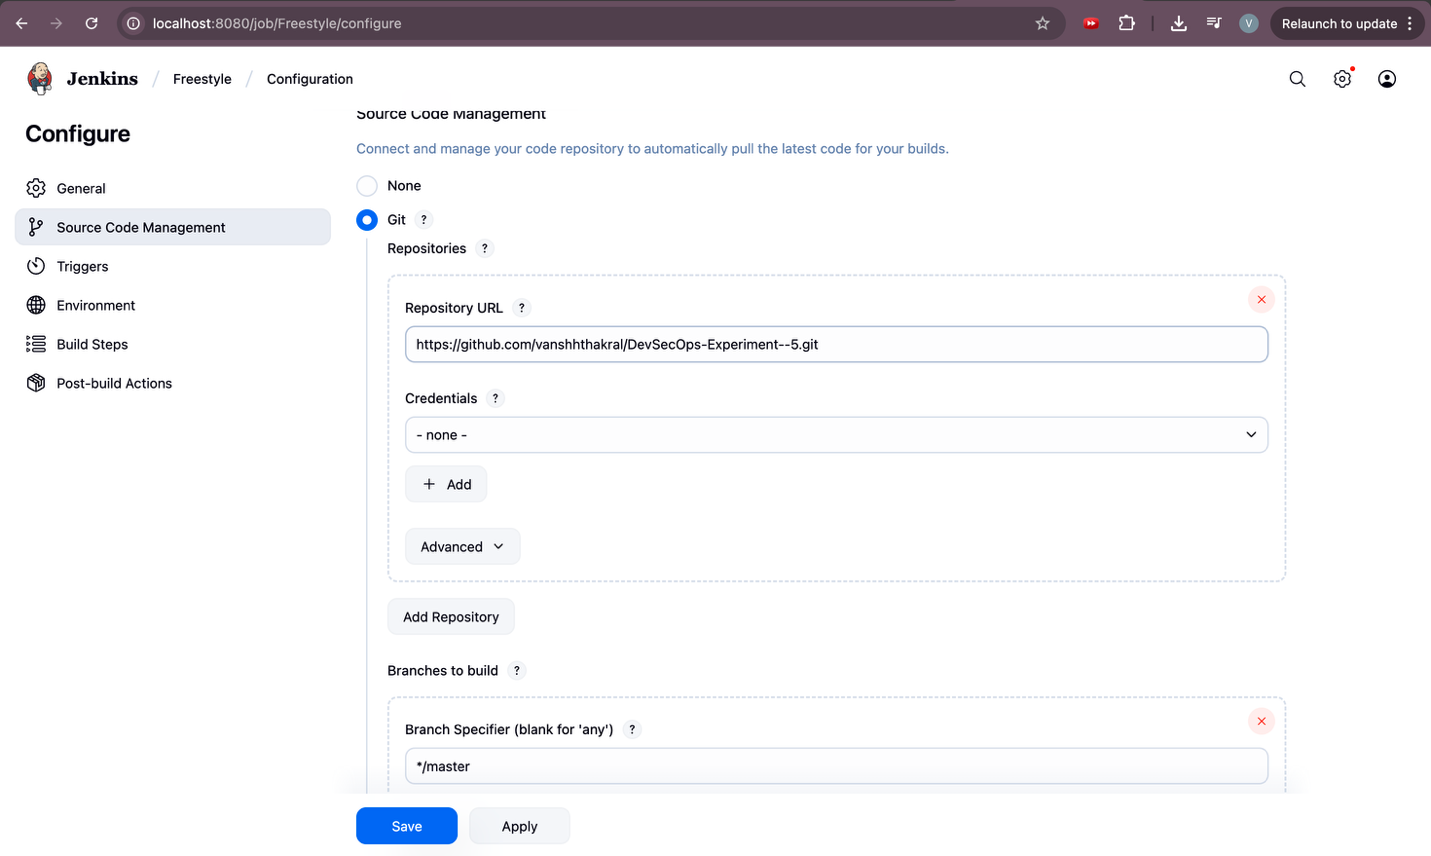 localhost:8080/job/Freestyle/configure
V
Relaunch to update
Jenkins / Freestyle / Configuration
Configure
General
Source Code Management
Triggers
Environment
Build Steps
Post-build Actions
Source Code Management
Connect and manage your code repository to automatically pull the latest code for your builds.
None
Git ?
Repositories ?
Repository URL ?
https://github.com/vanshhthakral/DevSecOps-Experiment--5.git
Credentials ?
- none -
+ Add
Advanced
Add Repository
Branches to build ?
Branch Specifier (blank for 'any') ?
*/master
Save
Apply